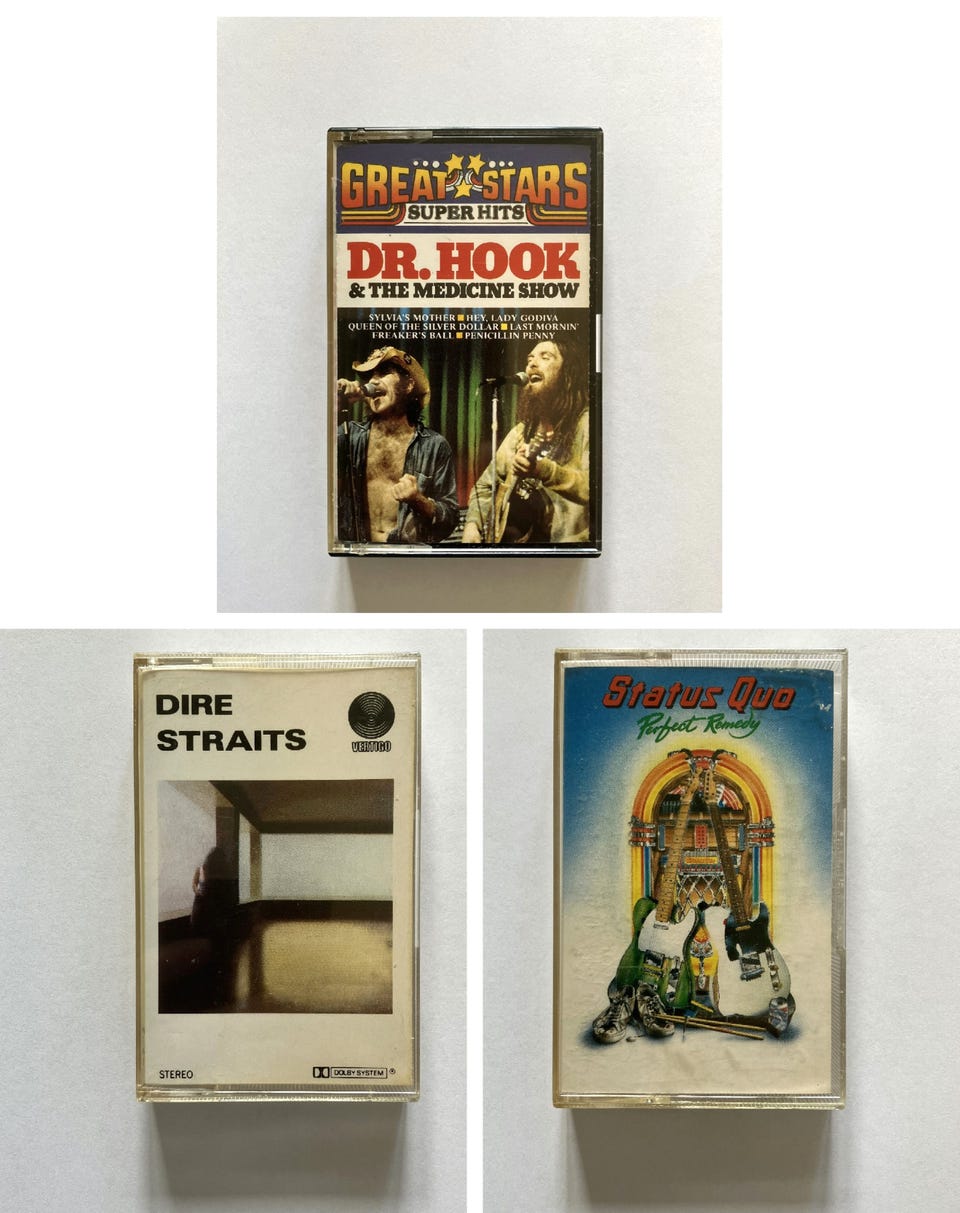 GREAT STARS
SUPER HITS
DR. HOOK
& THE MEDICINE SHOW
SYLVIA'S MOTHER ■ HEY, LADY GODIVA
QUEEN OF THE SILVER DOLLAR ■ LAST MORNIN'
FREAKER'S BALL ■ PENICILLIN PENNY
DIRE
STRAITS
VERTIGO
STEREO
DOLBY SYSTEM ®
Status Quo
Perfect Remedy